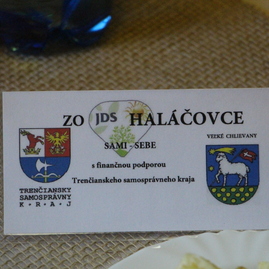 ZO JDS HALÁČOVCE
VEĽKÉ CHLIEVANY
SAMI - SEBE
s finančnou podporou
Trenčianskeho samosprávneho kraja
TRENČIANSKY
SAMOSPRÁVNY
K • R • A • J